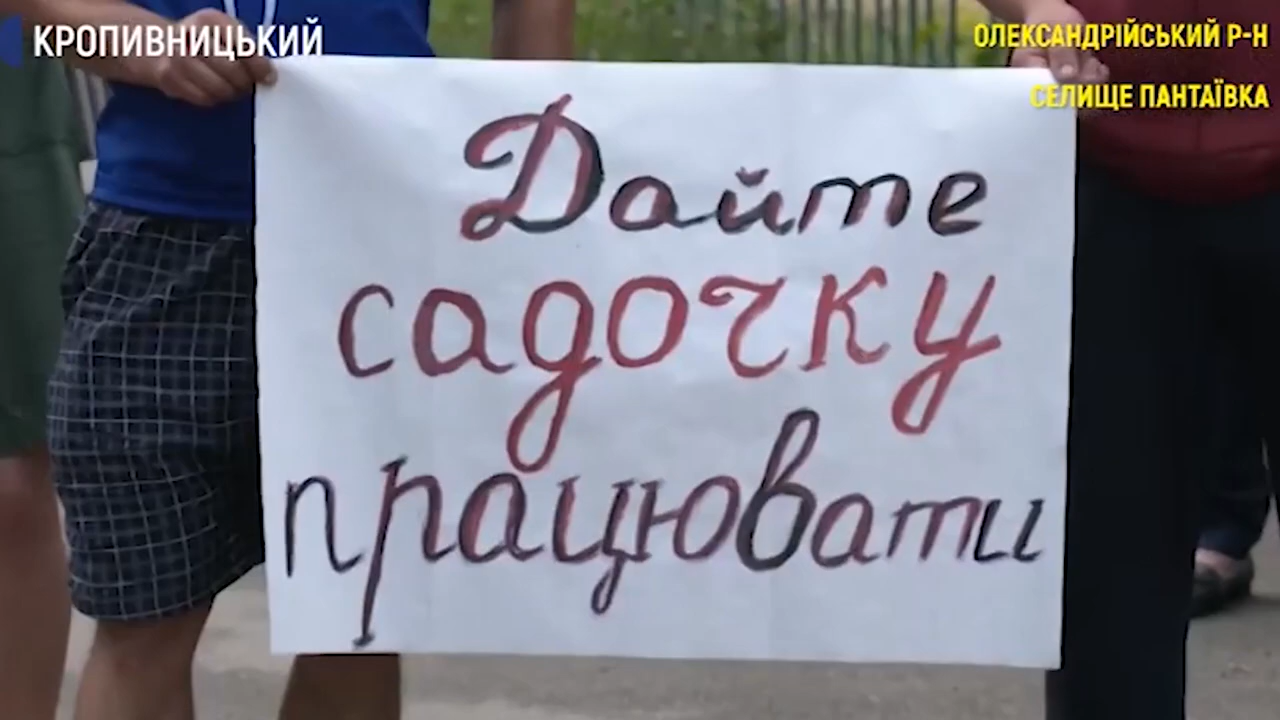 КРОПИВНИЦЬКИЙ
ОЛЕКСАНДРІЙСЬКИЙ Р-Н
СЕЛИЩЕ ПАНТАЇВКА
Дайте
садочку
працювати